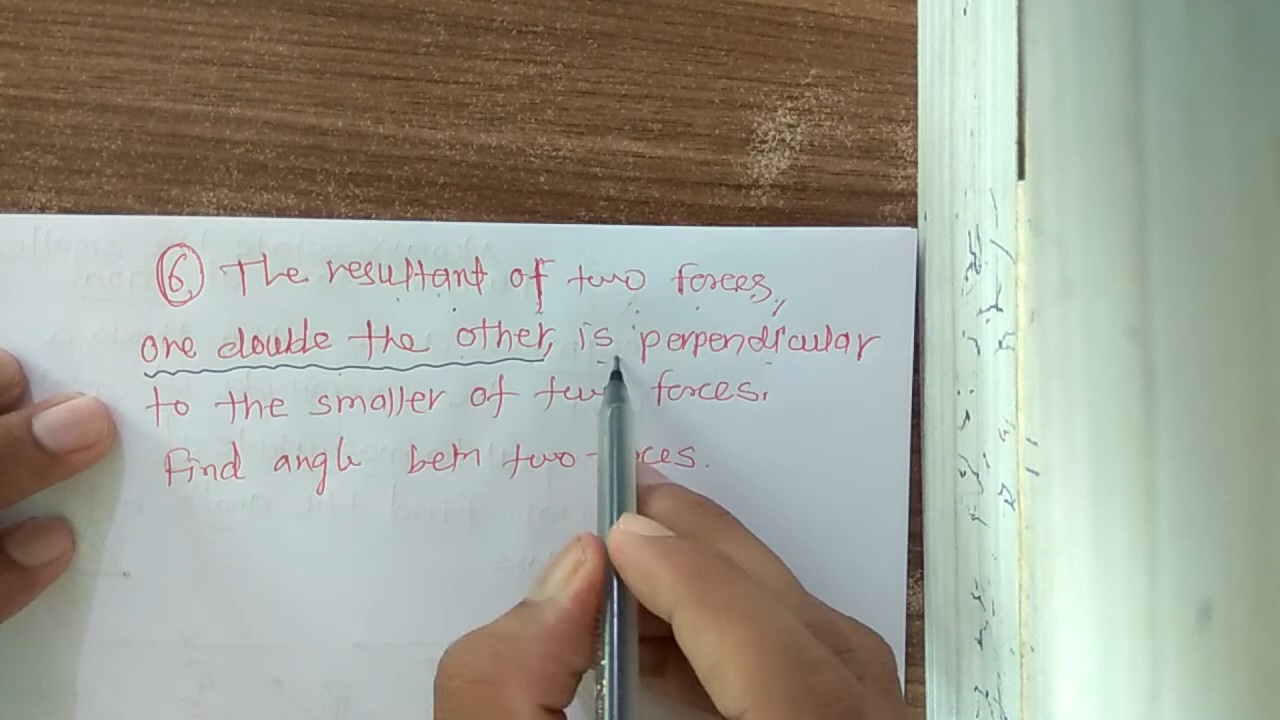 6 The resultant of two forces,
one double the other, is perpendicular
to the smaller of two forces.
Find angle betn two